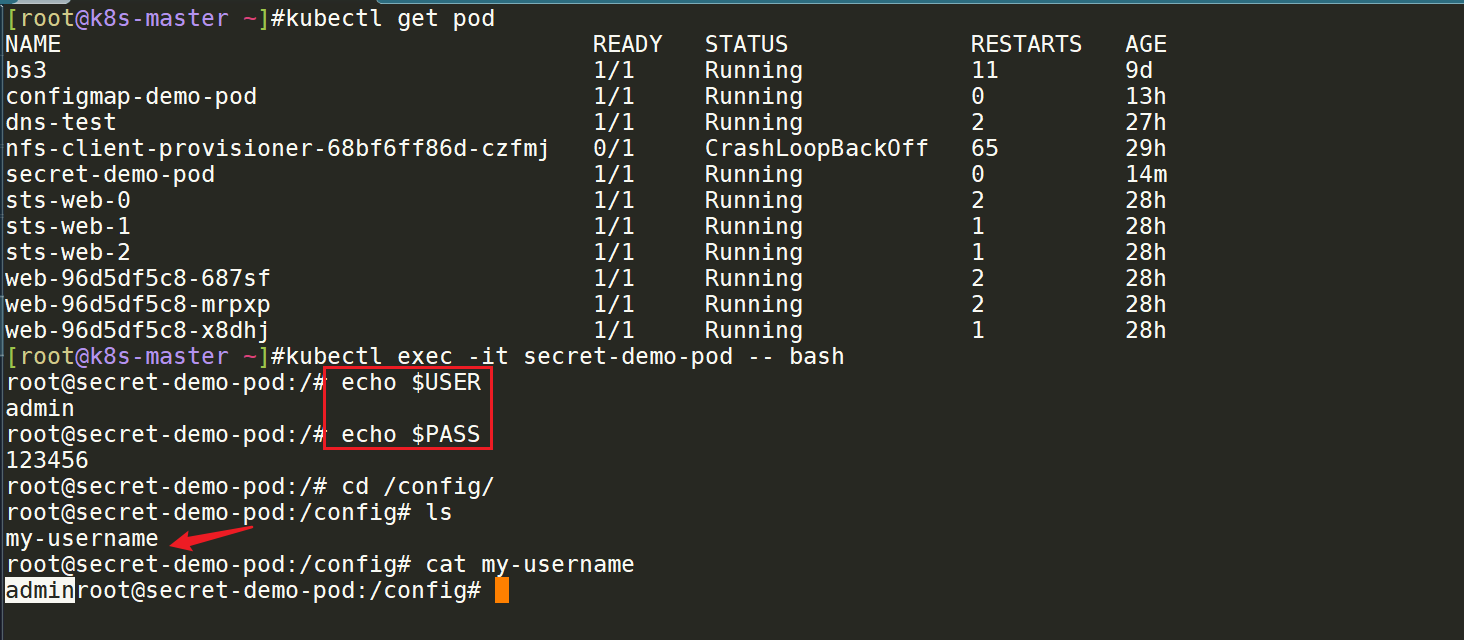 [root@k8s-master ~]#kubectl get pod
NAME                                      READY   STATUS             RESTARTS   AGE
bs3                                       1/1     Running            11         9d
configmap-demo-pod                        1/1     Running            0          13h
dns-test                                  1/1     Running            2          27h
nfs-client-provisioner-68bf6ff86d-czfmj   0/1     CrashLoopBackOff   65         29h
secret-demo-pod                           1/1     Running            0          14m
sts-web-0                                 1/1     Running            2          28h
sts-web-1                                 1/1     Running            1          28h
sts-web-2                                 1/1     Running            1          28h
web-96d5df5c8-687sf                       1/1     Running            2          28h
web-96d5df5c8-mrpxp                       1/1     Running            2          28h
web-96d5df5c8-x8dhj                       1/1     Running            1          28h
[root@k8s-master ~]#kubectl exec -it secret-demo-pod -- bash
root@secret-demo-pod:/# echo $USER
admin
root@secret-demo-pod:/# echo $PASS
123456
root@secret-demo-pod:/# cd /config/
root@secret-demo-pod:/config# ls
my-username
root@secret-demo-pod:/config# cat my-username
adminroot@secret-demo-pod:/config#